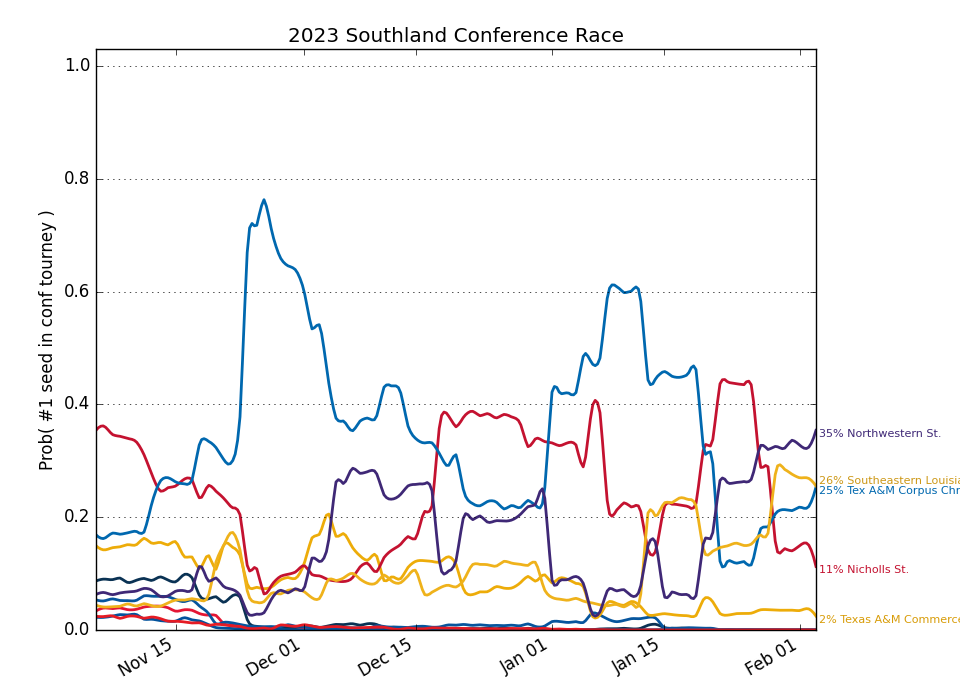 2023 Southland Conference Race
Prob( #1 seed in conf tourney )
1.0
0.8
0.6
0.4
0.2
0.0
Nov 15
Dec 01
Dec 15
Jan 01
Jan 15
Feb 01
35% Northwestern St.
26% Southeastern Louisia
25% Tex A&M Corpus Chr
11% Nicholls St.
2% Texas A&M Commerce